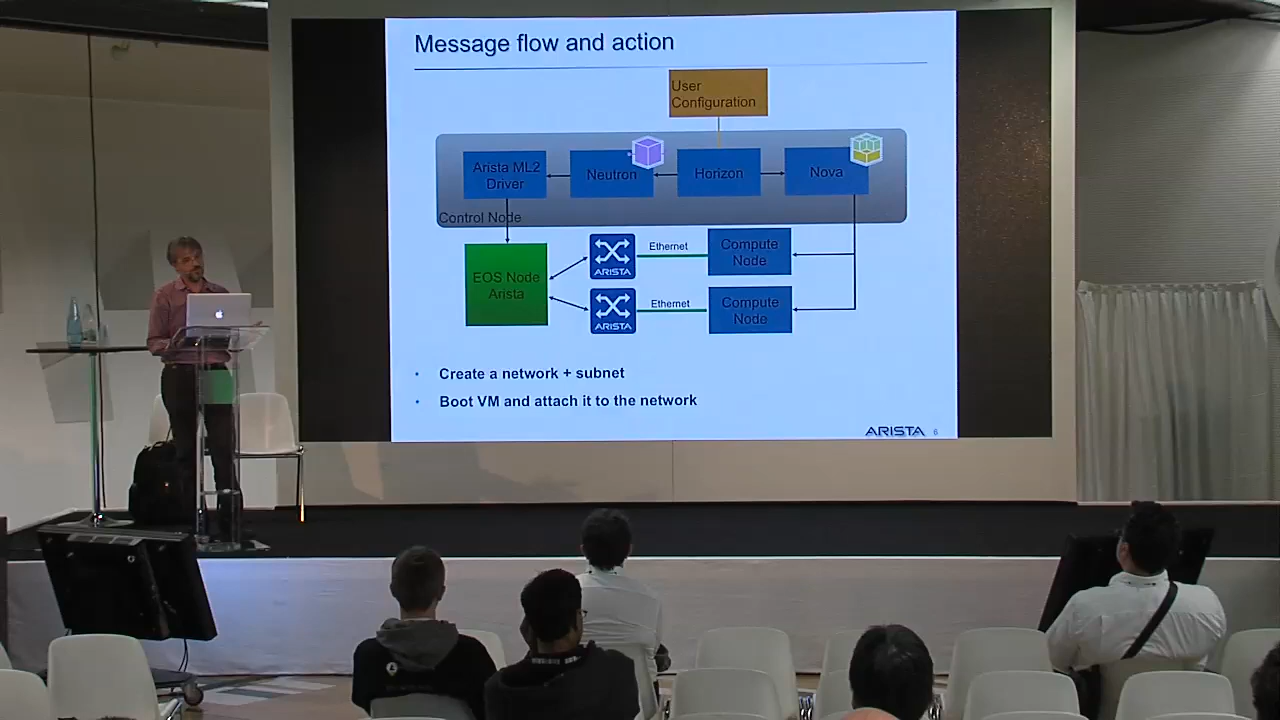 Message flow and action
User
Configuration
Arista ML2
Driver
Neutron
Horizon
Nova
Control Node
EOS Node
Arista
ARISTA
Ethernet
Compute
Node
ARISTA
Ethernet
Compute
Node
• Create a network + subnet
• Boot VM and attach it to the network
ARISTA 6